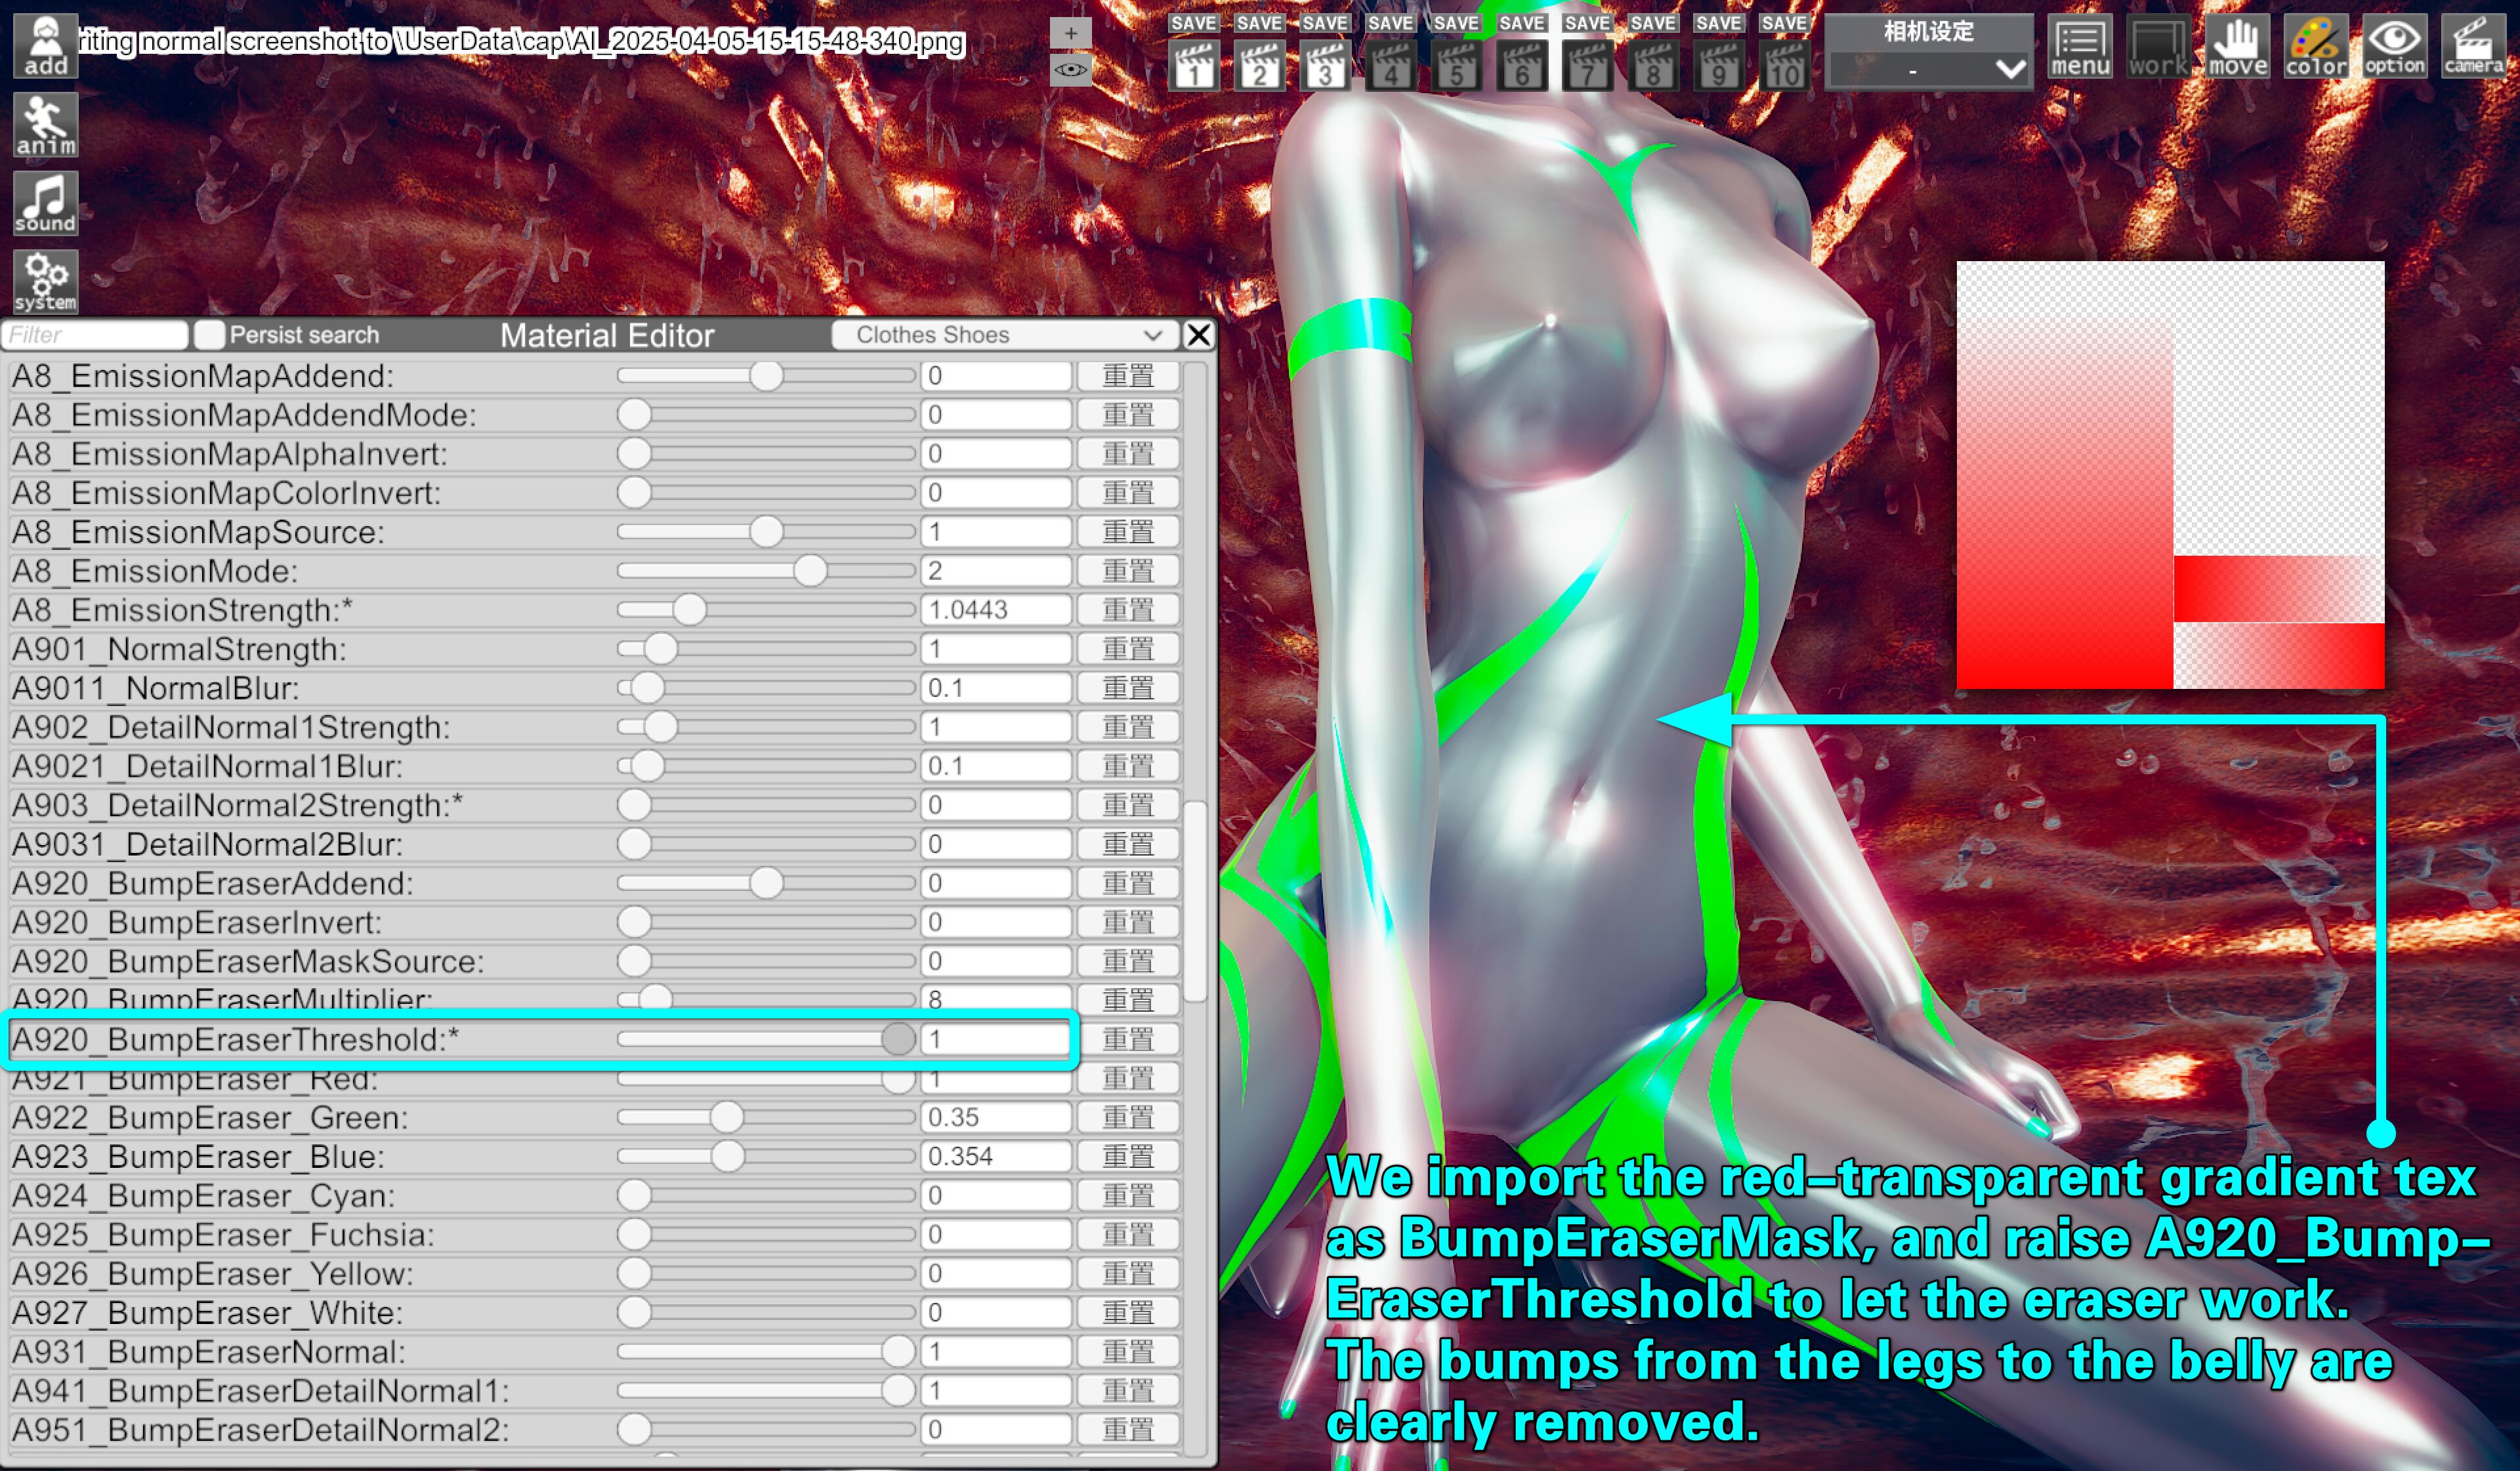 add
riting normal screenshot to \UserData\cap\AI_2025-04-05-15-15-48-340.png
+
SAVE SAVE SAVE SAVE SAVE SAVE SAVE SAVE SAVE SAVE
1 2 3 4 5 6 7 8 9 10
相机设定
-
menu work move color option camera
anim
sound
system
Filter Persist search Material Editor Clothes Shoes
A8_EmissionMapAddend: 0 重置
A8_EmissionMapAddendMode: 0 重置
A8_EmissionMapAlphaInvert: 0 重置
A8_EmissionMapColorInvert: 0 重置
A8_EmissionMapSource: 1 重置
A8_EmissionMode: 2 重置
A8_EmissionStrength:* 1.0443 重置
A901_NormalStrength: 1 重置
A9011_NormalBlur: 0.1 重置
A902_DetailNormal1Strength: 1 重置
A9021_DetailNormal1Blur: 0.1 重置
A903_DetailNormal2Strength:* 0 重置
A9031_DetailNormal2Blur: 0 重置
A920_BumpEraserAddend: 0 重置
A920_BumpEraserInvert: 0 重置
A920_BumpEraserMaskSource: 0 重置
A920_BumpEraserMultiplier: 8 重置
A920_BumpEraserThreshold:* 1 重置
A921_BumpEraser_Red: 1 重置
A922_BumpEraser_Green: 0.35 重置
A923_BumpEraser_Blue: 0.354 重置
A924_BumpEraser_Cyan: 0 重置
A925_BumpEraser_Fuchsia: 0 重置
A926_BumpEraser_Yellow: 0 重置
A927_BumpEraser_White: 0 重置
A931_BumpEraserNormal: 1 重置
A941_BumpEraserDetailNormal1: 1 重置
A951_BumpEraserDetailNormal2: 0 重置
We import the red-transparent gradient tex
as BumpEraserMask, and raise A920_Bump-
EraserThreshold to let the eraser work.
The bumps from the legs to the belly are
clearly removed.